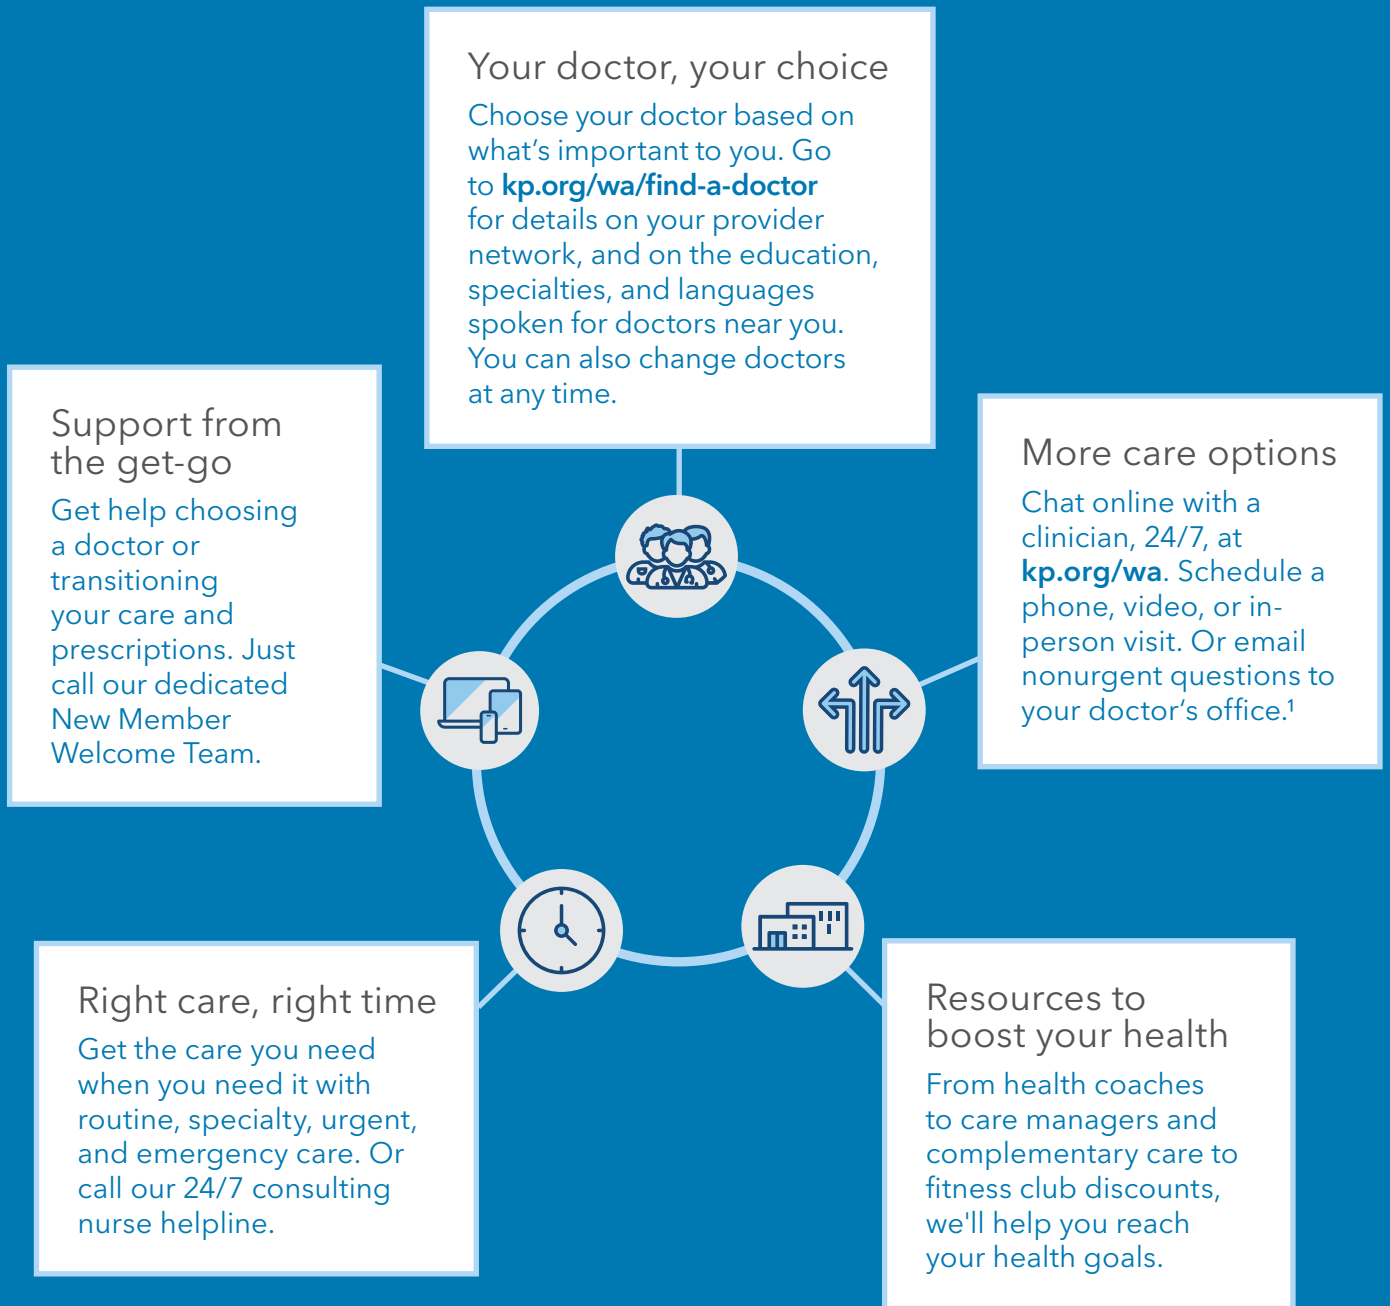 Your doctor, your choice
Choose your doctor based on
what's important to you. Go
to kp.org/wa/find-a-doctor
for details on your provider
network, and on the education,
specialties, and languages
spoken for doctors near you.
You can also change doctors
at any time.
Support from
the get-go
Get help choosing
a doctor or
transitioning
your care and
prescriptions. Just
call our dedicated
New Member
Welcome Team.
More care options
Chat online with a
clinician, 24/7, at
kp.org/wa. Schedule a
phone, video, or in-
person visit. Or email
nonurgent questions to
your doctor's office.¹
Right care, right time
Get the care you need
when you need it with
routine, specialty, urgent,
and emergency care. Or
call our 24/7 consulting
nurse helpline.
Resources to
boost your health
From health coaches
to care managers and
complementary care to
fitness club discounts,
we'll help you reach
your health goals.